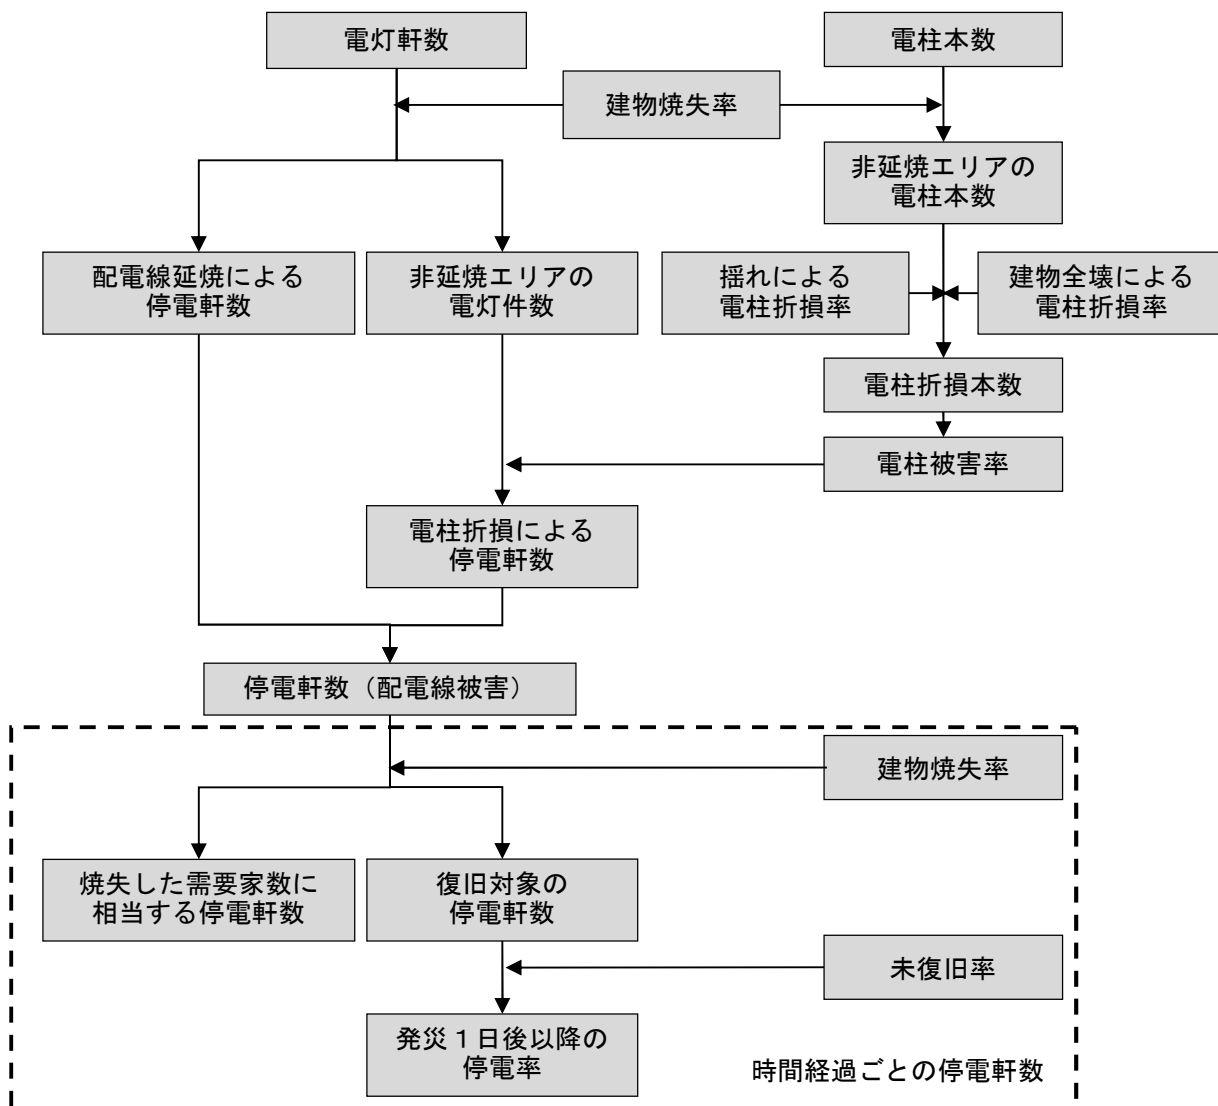 電灯軒数
電柱本数
建物焼失率
非延焼エリアの
電柱本数
配電線延焼による
停電軒数
非延焼エリアの
電灯件数
揺れによる
電柱折損率
建物全壊による
電柱折損率
電柱折損本数
電柱被害率
電柱折損による
停電軒数
停電軒数（配電線被害）
建物焼失率
焼失した需要家数に
相当する停電軒数
復旧対象の
停電軒数
未復旧率
発災１日後以降の
停電率
時間経過ごとの停電軒数